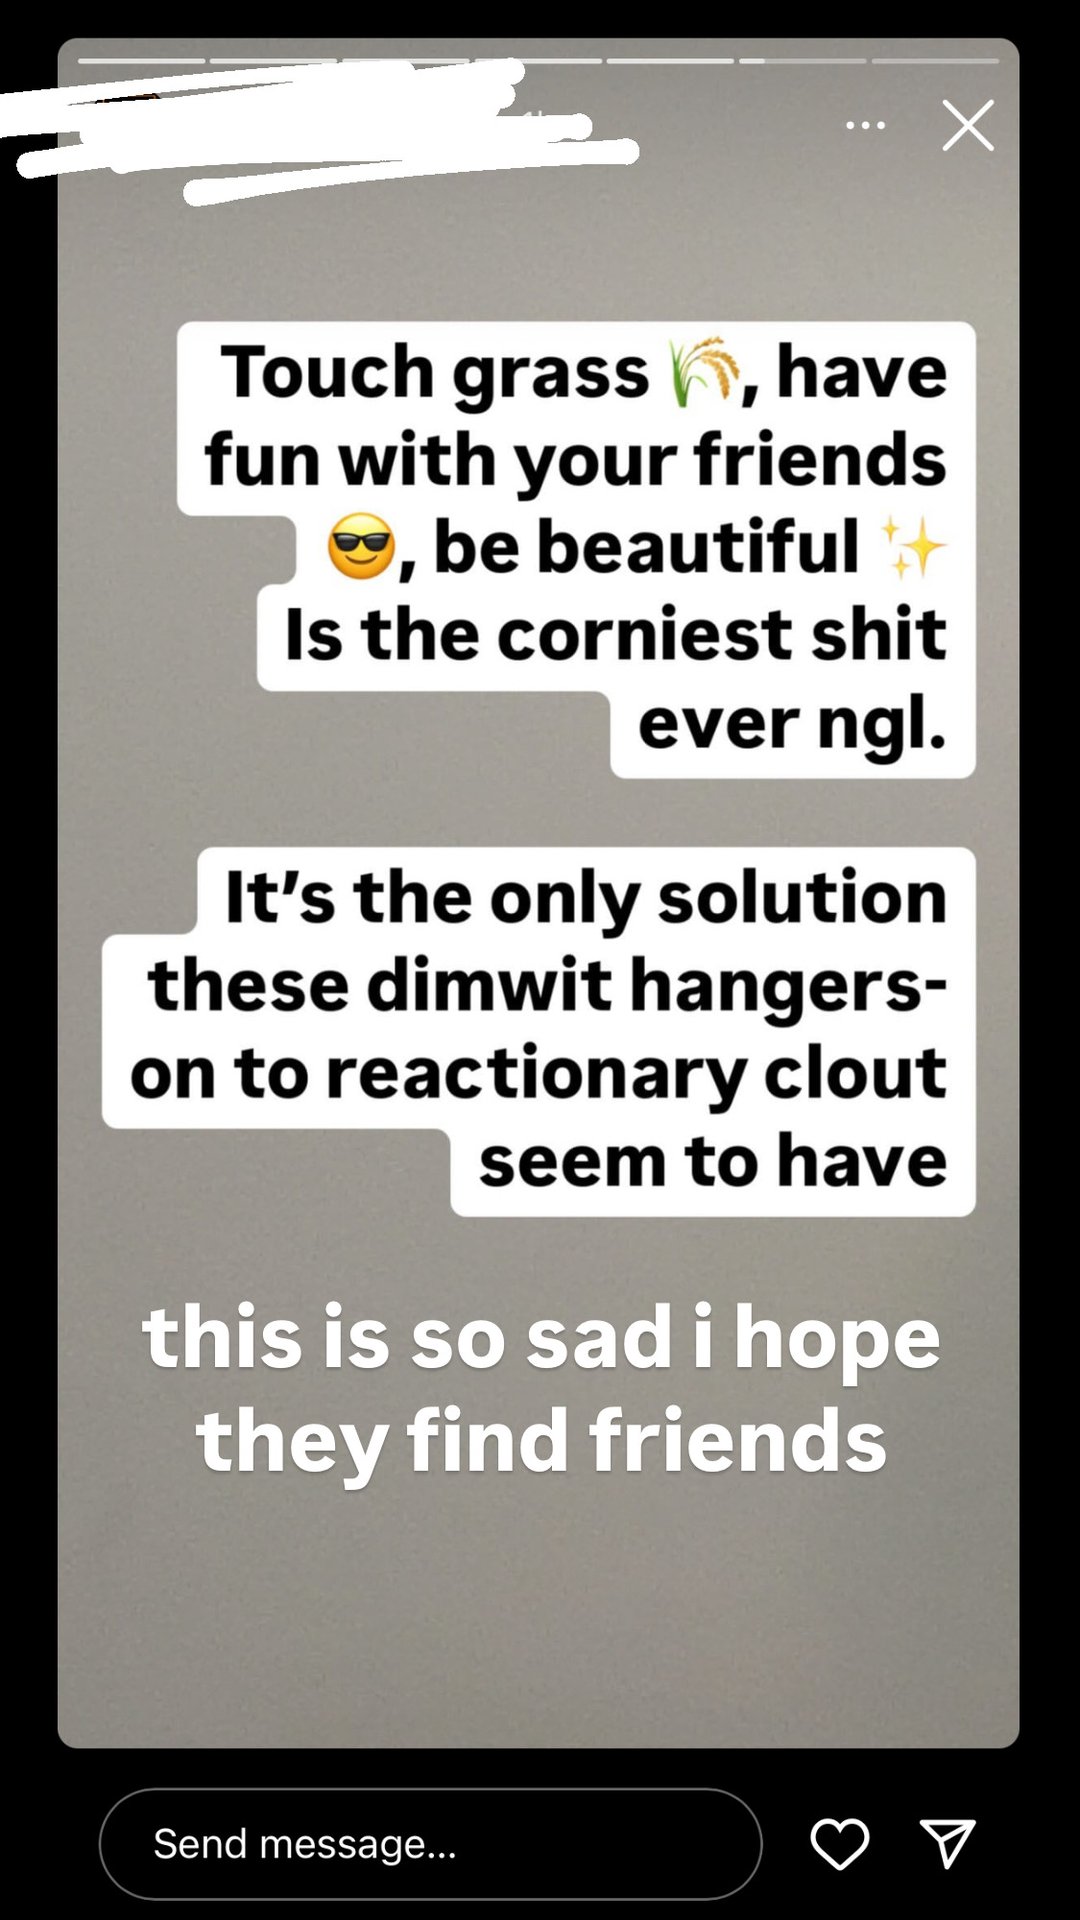 Touch grass 🌾, have
fun with your friends
😎, be beautiful ✨
Is the corniest shit
ever ngl.
It’s the only solution
these dimwit hangers-
on to reactionary clout
seem to have
this is so sad i hope
they find friends
Send message...